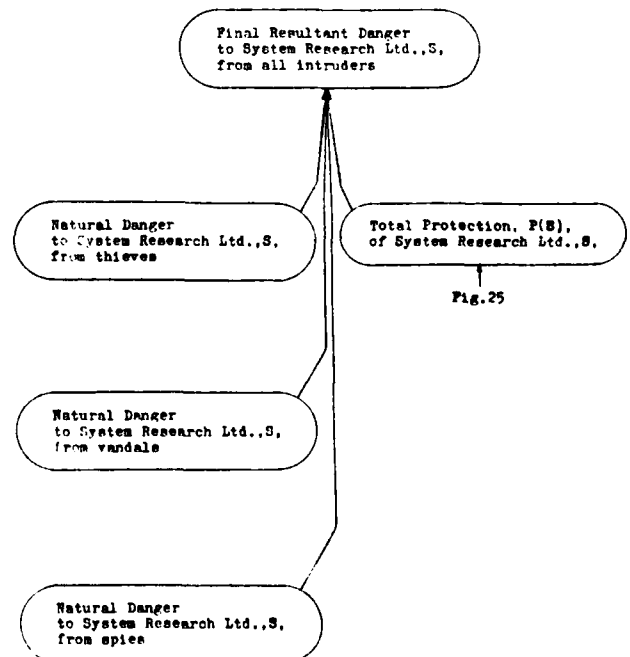 Final Resultant Danger
to System Research Ltd.,S,
from all intruders
Natural Danger
to System Research Ltd.,S,
from thieves
Total Protection, P(S),
of System Research Ltd.,S,
Fig.25
Natural Danger
to System Research Ltd.,S,
from vandals
Natural Danger
to System Research Ltd.,S,
from spies